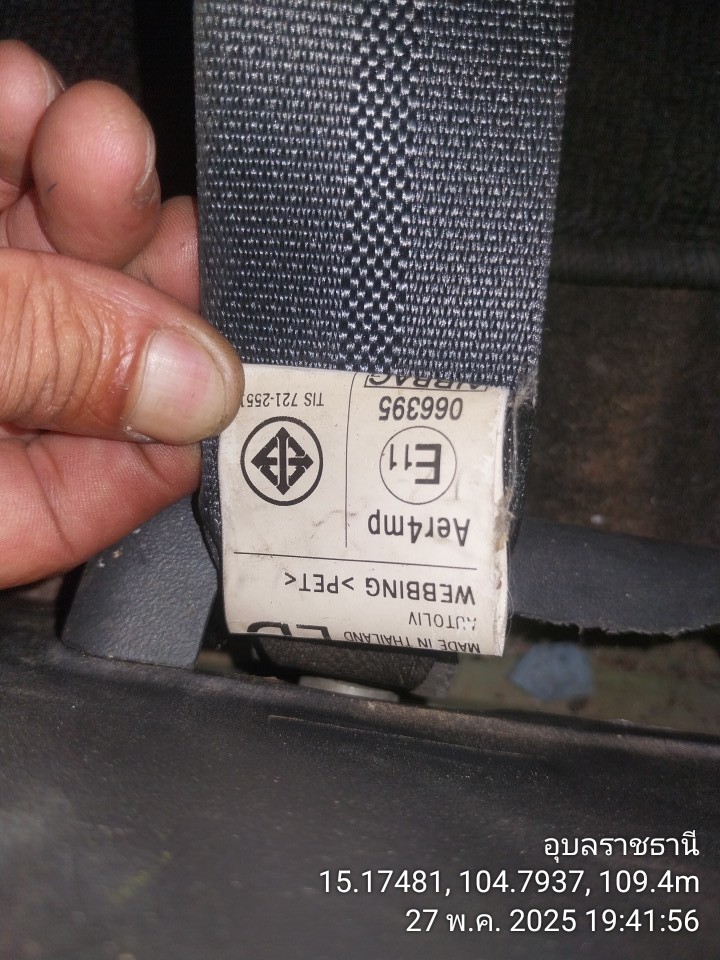 MADE IN THAILAND
AUTOLIV
WEBBING >PET<
Aer4mp
E11
066395
AIRBAG
TIS 721-2551
อุบลราชธานี
15.17481, 104.7937, 109.4m
27 พ.ค. 2025 19:41:56